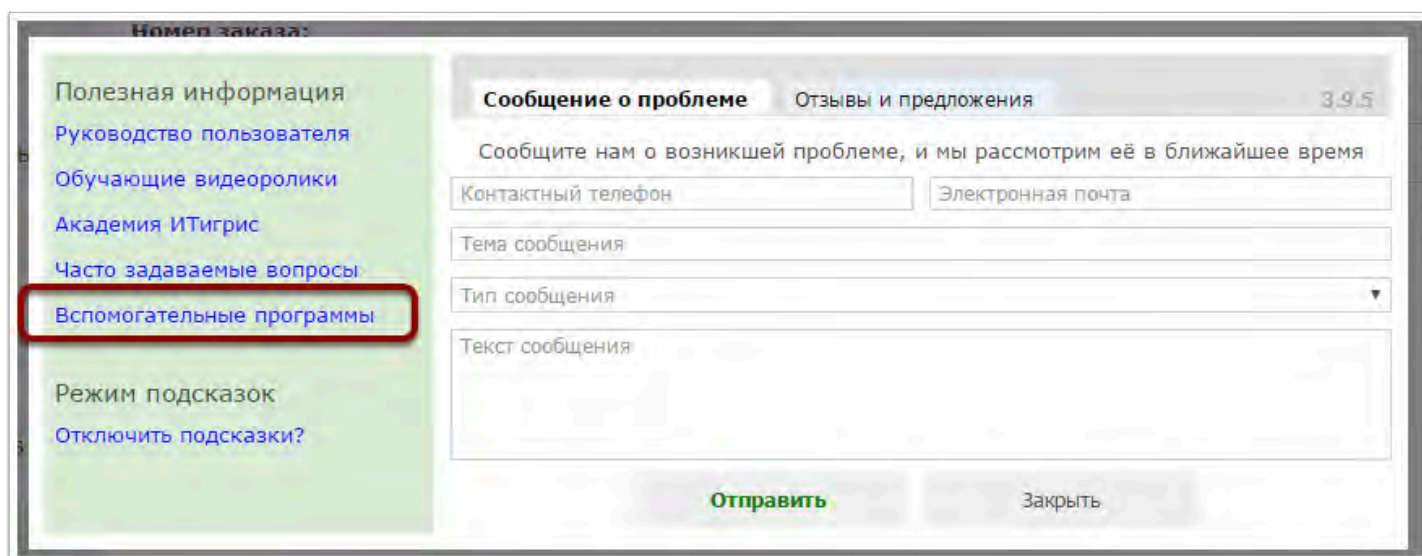 Номер заказа:
Полезная информация
Руководство пользователя
Обучающие видеоролики
Академия ИТигрис
Часто задаваемые вопросы
Вспомогательные программы
Режим подсказок
Отключить подсказки?
Сообщение о проблеме Отзывы и предложения 3.9.5
Сообщите нам о возникшей проблеме, и мы рассмотрим её в ближайшее время
Контактный телефон Электронная почта
Тема сообщения
Тип сообщения
Текст сообщения
Отправить Закрыть